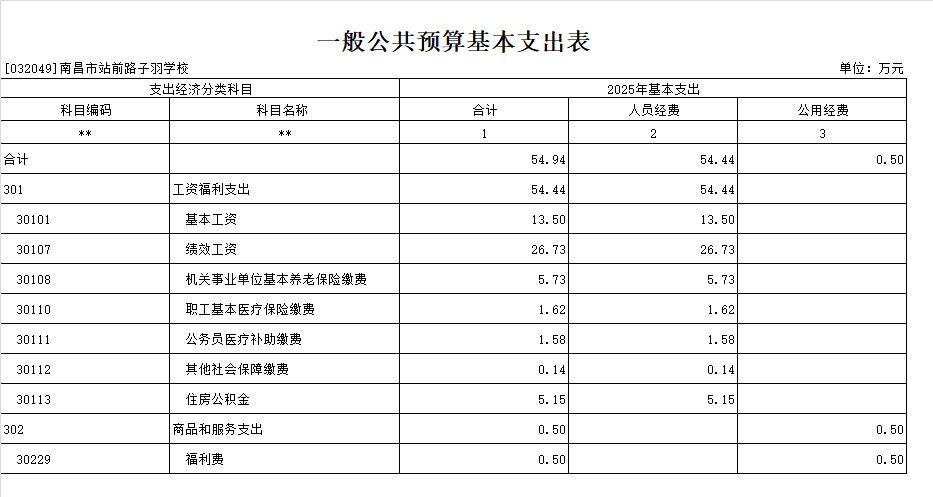 一般公共预算基本支出表
[032049]南昌市站前路子羽学校 单位：万元
支出经济分类科目 2025年基本支出
科目编码 科目名称 合计 人员经费 公用经费
** ** 1 2 3
合计 54.94 54.44 0.50
301 工资福利支出 54.44 54.44
30101 基本工资 13.50 13.50
30107 绩效工资 26.73 26.73
30108 机关事业单位基本养老保险缴费 5.73 5.73
30110 职工基本医疗保险缴费 1.62 1.62
30111 公务员医疗补助缴费 1.58 1.58
30112 其他社会保障缴费 0.14 0.14
30113 住房公积金 5.15 5.15
302 商品和服务支出 0.50 0.50
30229 福利费 0.50 0.50